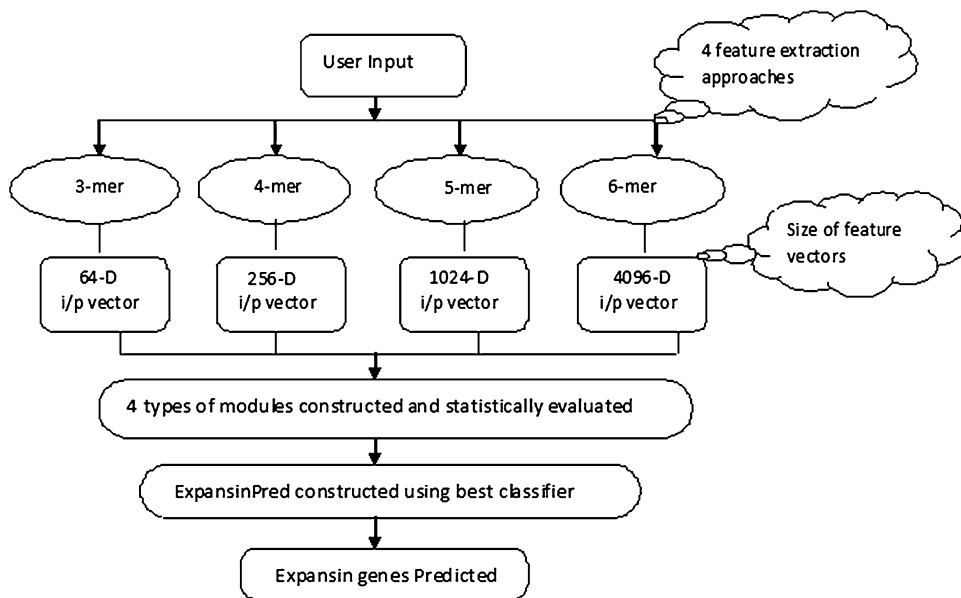 User Input
4 feature extraction
approaches
3-mer
4-mer
5-mer
6-mer
Size of feature
vectors
64-D
i/p vector
256-D
i/p vector
1024-D
i/p vector
4096-D
i/p vector
4 types of modules constructed and statistically evaluated
ExpansinPred constructed using best classifier
Expansin genes Predicted